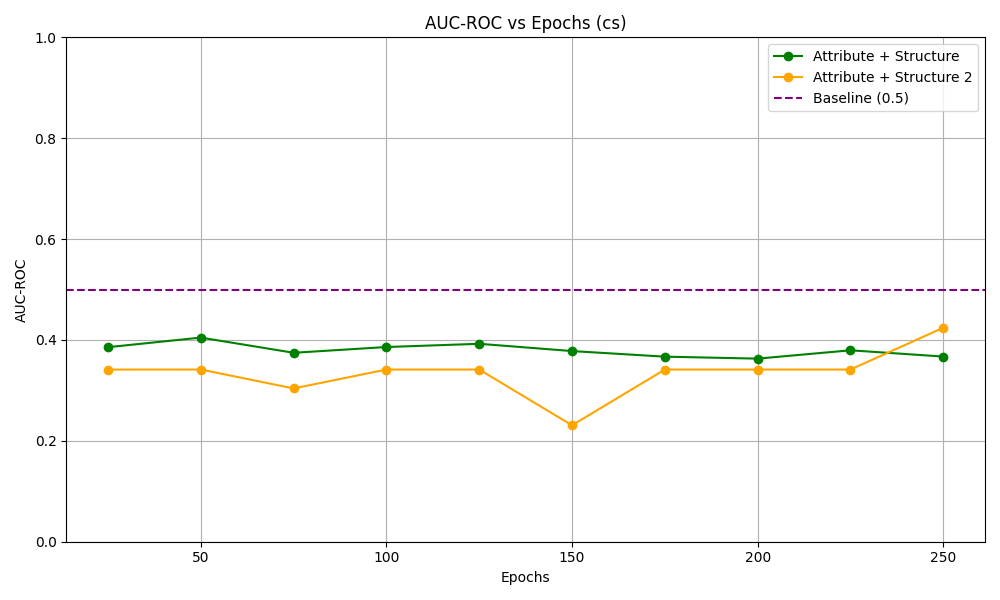 AUC-ROC vs Epochs (cs)
Attribute + Structure
Attribute + Structure 2
Baseline (0.5)
AUC-ROC
1.0
0.8
0.6
0.4
0.2
0.0
50 100 150 200 250
Epochs